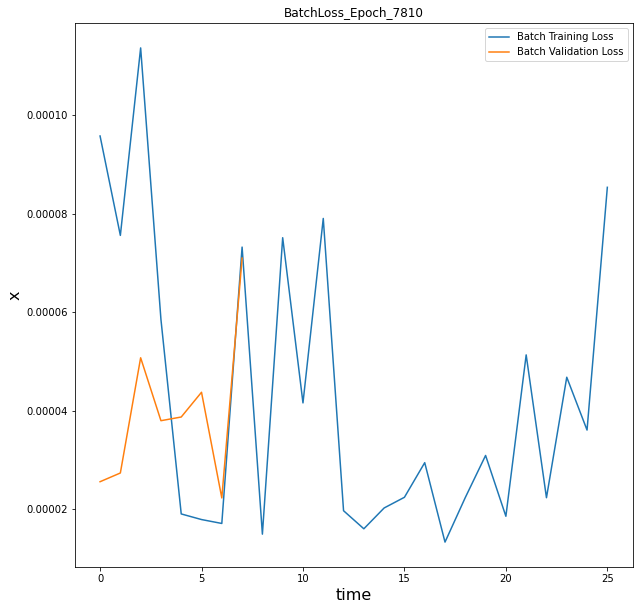 BatchLoss_Epoch_7810
Batch Training Loss
Batch Validation Loss
0.00010
0.00008
0.00006
0.00004
0.00002
x
0 5 10 15 20 25
time